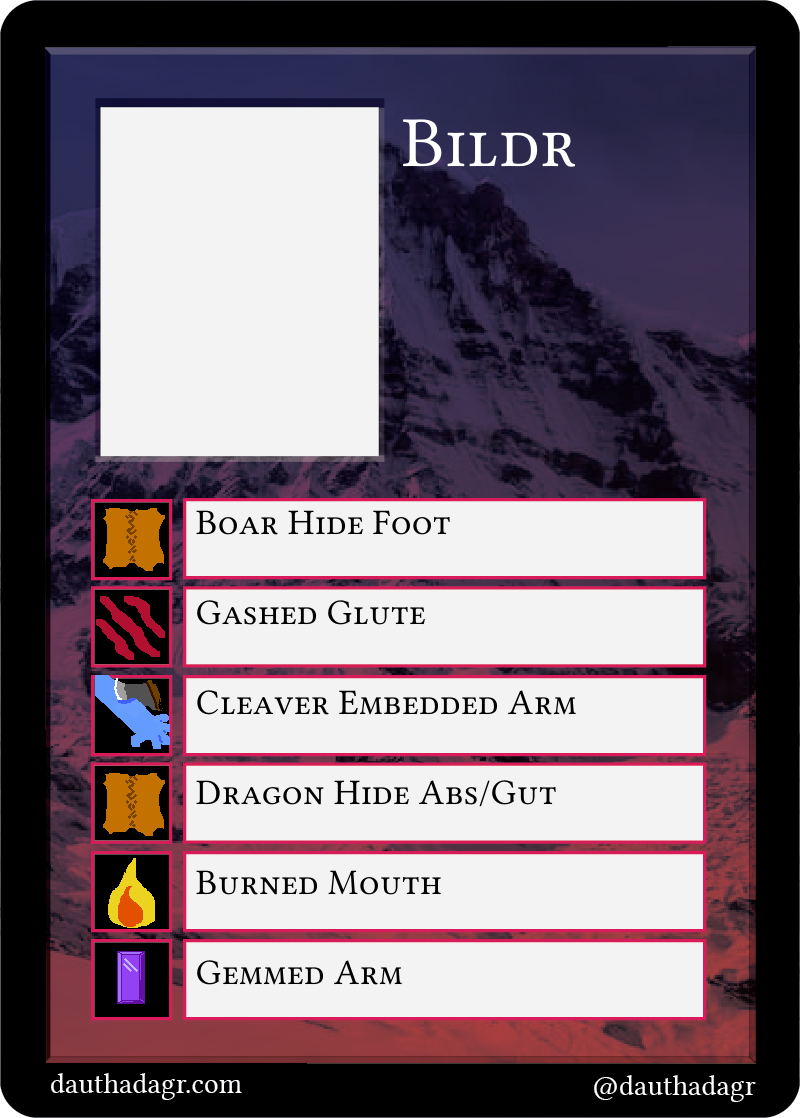 Bildr
Boar Hide Foot
Gashed Glute
Cleaver Embedded Arm
Dragon Hide Abs/Gut
Burned Mouth
Gemmed Arm
dauthadagr.com
@dauthadagr